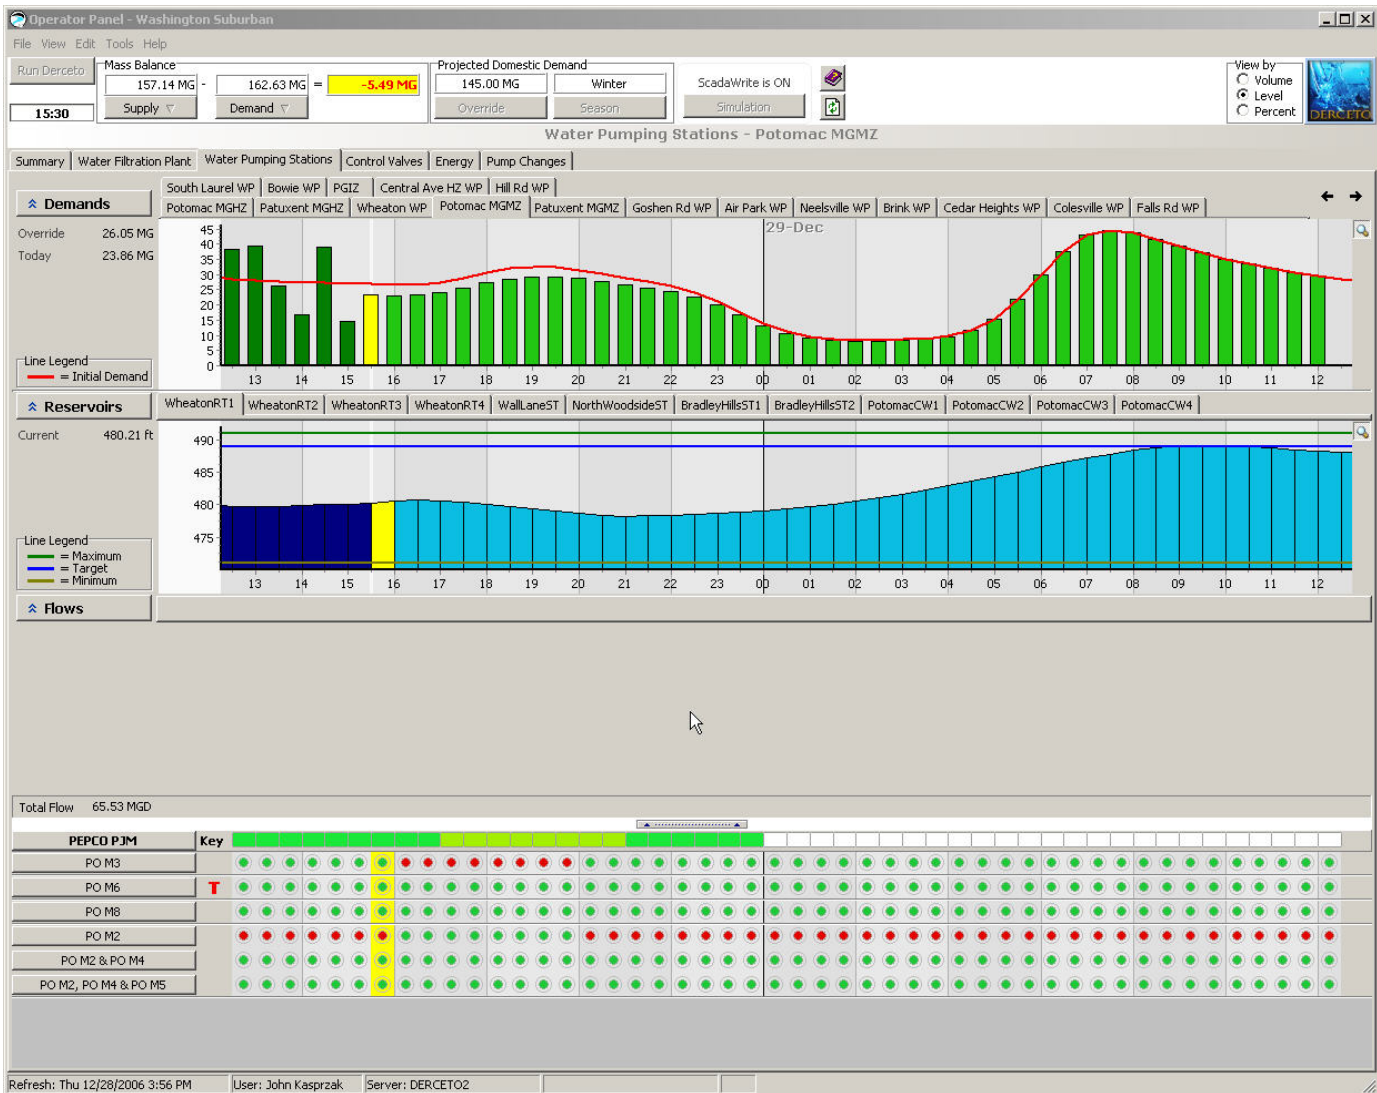 Operator Panel - Washington Suburban
File View Edit Tools Help
Run Derceto
Mass Balance
157.14 MG - 162.63 MG = -5.49 MG
Supply Demand
15:30
Projected Domestic Demand
145.00 MG Winter
Override Season
ScadaWrite is ON
Simulation
View by
Volume
Level
Percent
DERCETO
Water Pumping Stations - Potomac MGMZ
Summary Water Filtration Plant Water Pumping Stations Control Valves Energy Pump Changes
South Laurel WP Bowie WP PGIZ Central Ave HZ WP Hill Rd WP
Potomac MGHZ Patuxent MGHZ Wheaton WP Potomac MGMZ Patuxent MGMZ Goshen Rd WP Air Park WP Neelsville WP Brink WP Cedar Heights WP Colesville WP Falls Rd WP
Demands
Override 26.05 MG
Today 23.86 MG
Line Legend
= Initial Demand
29-Dec
45
40
35
30
25
20
15
10
5
0
13 14 15 16 17 18 19 20 21 22 23 00 01 02 03 04 05 06 07 08 09 10 11 12
Reservoirs
WheatonRT1 WheatonRT2 WheatonRT3 WheatonRT4 WallLaneST NorthWoodsideST BradleyHillsST1 BradleyHillsST2 PotomacCW1 PotomacCW2 PotomacCW3 PotomacCW4
Current 480.21 ft
Line Legend
= Maximum
= Target
= Minimum
490
485
480
475
13 14 15 16 17 18 19 20 21 22 23 00 01 02 03 04 05 06 07 08 09 10 11 12
Flows
Total Flow 65.53 MGD
PEPCO PJM Key
PO M3
PO M6 T
PO M8
PO M2
PO M2 & PO M4
PO M2, PO M4 & PO M5
Refresh: Thu 12/28/2006 3:56 PM User: John Kasprzak Server: DERCETO2